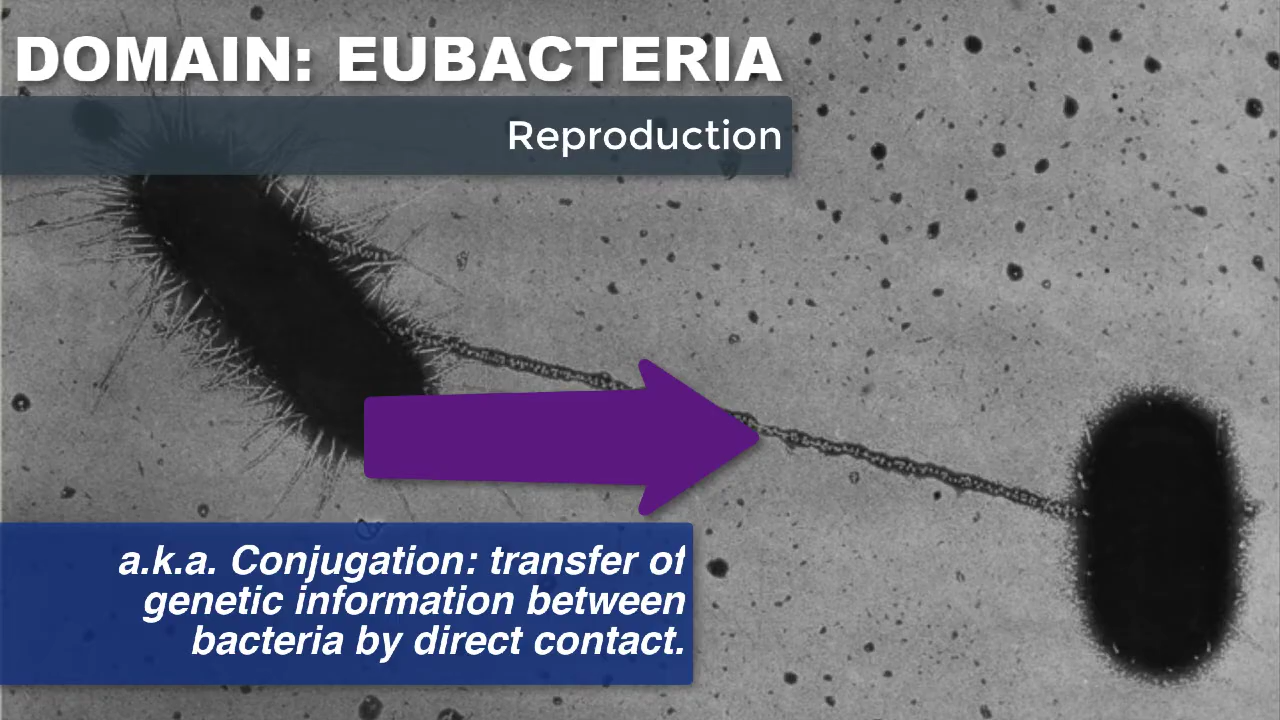 DOMAIN: EUBACTERIA
Reproduction
a.k.a. Conjugation: transfer of
genetic information between
bacteria by direct contact.